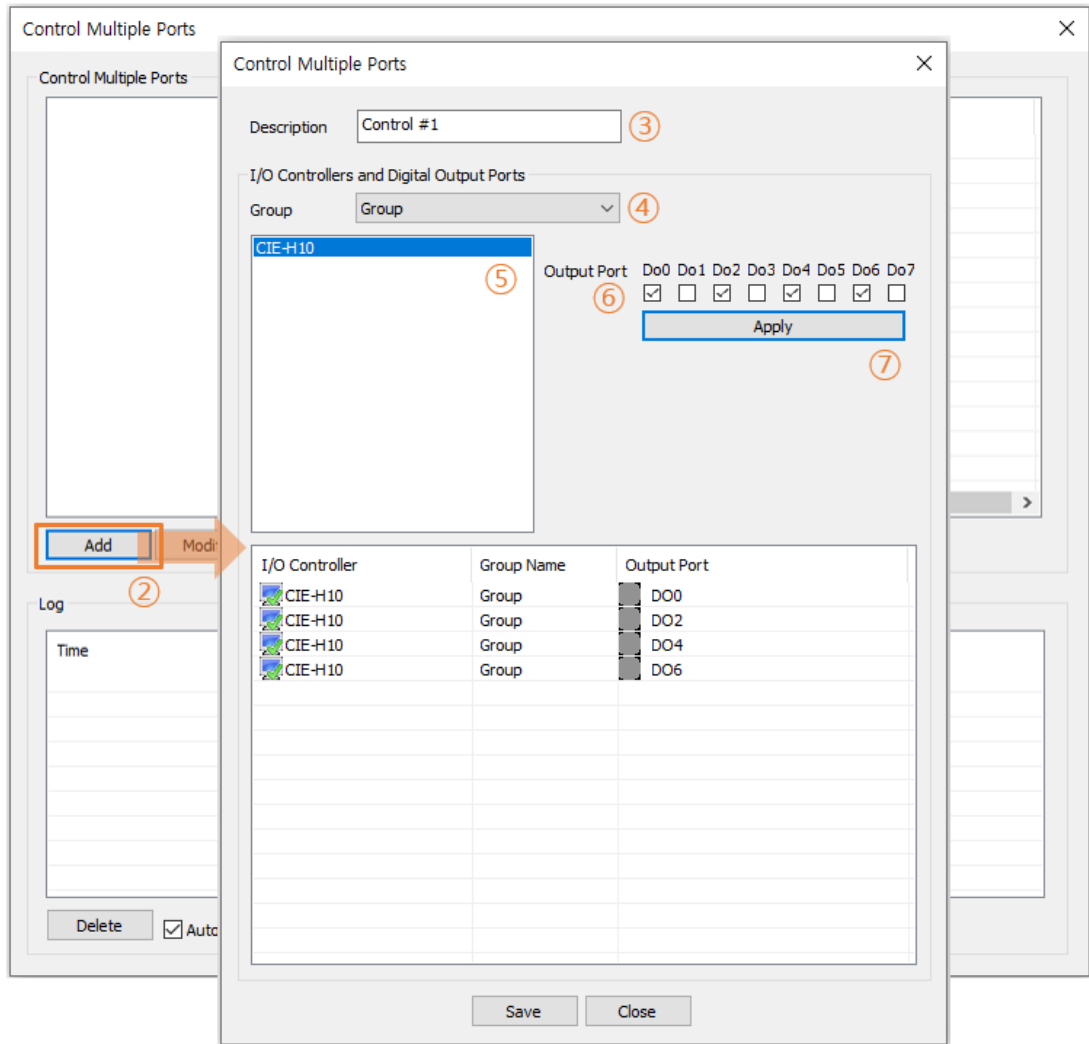 Control Multiple Ports
Control Multiple Ports
Add
②
Log
Time
Delete
Auto
Control Multiple Ports
Description Control #1 ③
I/O Controllers and Digital Output Ports
Group Group ④
CIE-H10
⑤
Output Port Do0 Do1 Do2 Do3 Do4 Do5 Do6 Do7
⑥
Apply
⑦
I/O Controller Group Name Output Port
CIE-H10 Group DO0
CIE-H10 Group DO2
CIE-H10 Group DO4
CIE-H10 Group DO6
Save Close